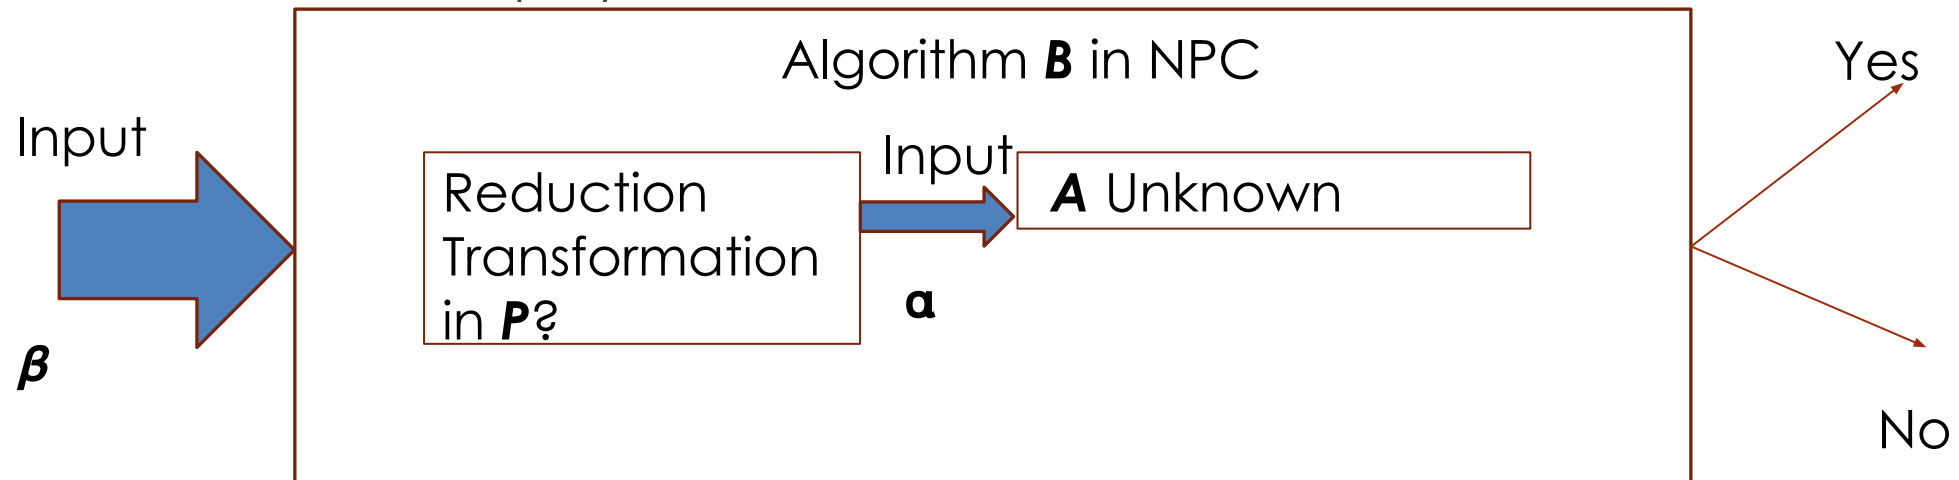 Algorithm B in NPC
Yes
Input
Input
Reduction
Transformation
in P?
A Unknown
α
β
No